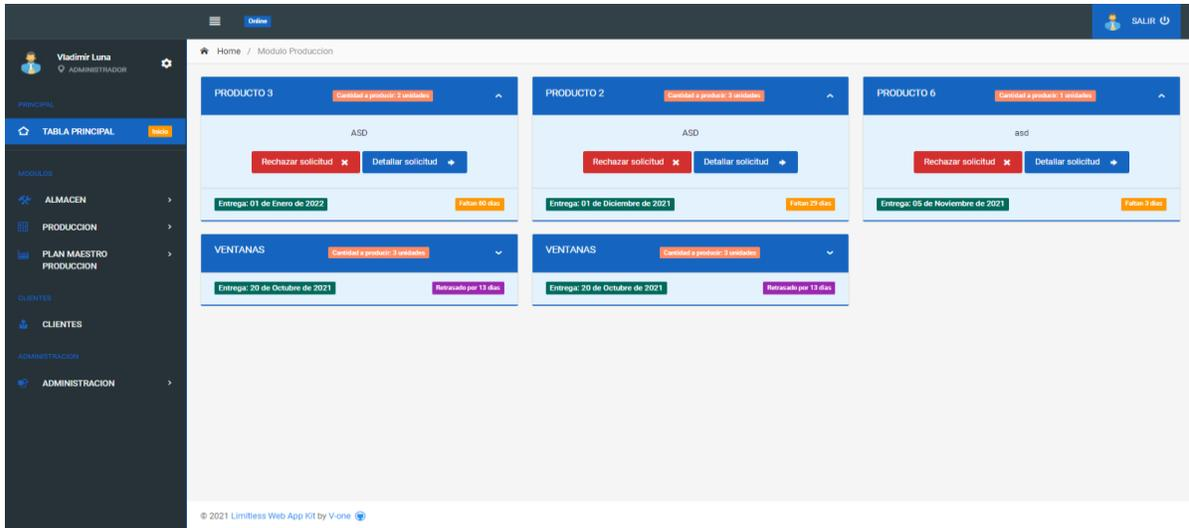 Online
SALIR
Vladimir Luna
ADMINISTRADOR
PRINCIPAL
TABLA PRINCIPAL Inicio
MODULOS
ALMACEN
PRODUCCION
PLAN MAESTRO
PRODUCCION
CLIENTES
CLIENTES
ADMINISTRACION
ADMINISTRACION
Home / Modulo Produccion
PRODUCTO 3 Cantidad a producir: 2 unidades
ASD
Rechazar solicitud Detallar solicitud
Entrega: 01 de Enero de 2022 Faltan 60 dias
PRODUCTO 2 Cantidad a producir: 3 unidades
ASD
Rechazar solicitud Detallar solicitud
Entrega: 01 de Diciembre de 2021 Faltan 29 dias
PRODUCTO 6 Cantidad a producir: 1 unidades
asd
Rechazar solicitud Detallar solicitud
Entrega: 05 de Noviembre de 2021 Faltan 3 dias
VENTANAS Cantidad a producir: 3 unidades
Entrega: 20 de Octubre de 2021 Retrasado por 13 dias
VENTANAS Cantidad a producir: 3 unidades
Entrega: 20 de Octubre de 2021 Retrasado por 13 dias
© 2021 Limitless Web App Kit by V-one